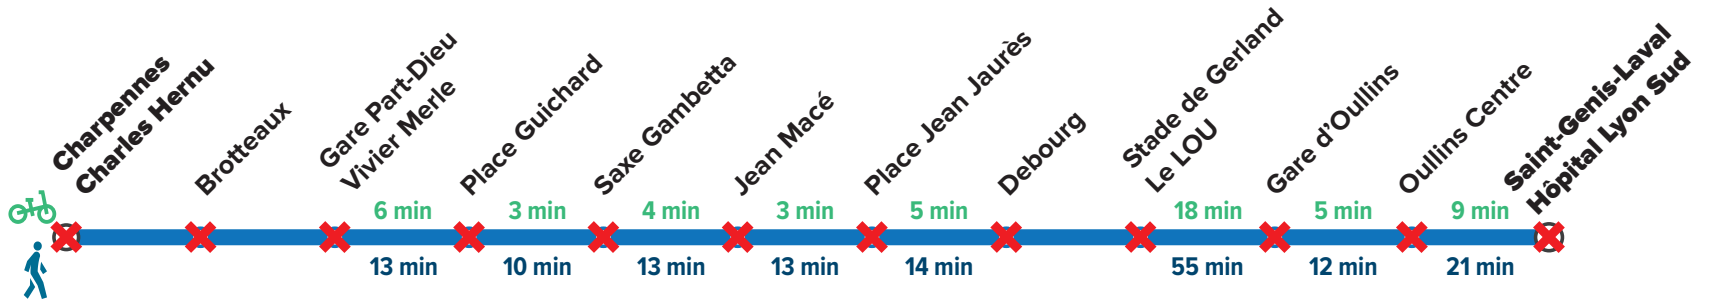 Charpennes
Charles Hernu
Brotteaux
Gare Part-Dieu
Vivier Merle
Place Guichard
Saxe Gambetta
Jean Macé
Place Jean Jaurès
Debourg
Stade de Gerland
Le LOU
Gare d’Oullins
Oullins Centre
Saint-Genis-Laval
Hôpital Lyon Sud
6 min
3 min
4 min
3 min
5 min
18 min
5 min
9 min
13 min
10 min
13 min
13 min
14 min
55 min
12 min
21 min